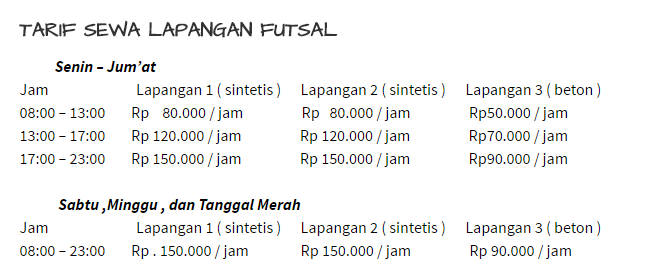 TARIF SEWA LAPANGAN FUTSAL
Senin – Jum’at
Jam Lapangan 1 ( sintetis ) Lapangan 2 ( sintetis ) Lapangan 3 ( beton )
08:00 – 13:00 Rp 80.000 / jam Rp 80.000 / jam Rp50.000 / jam
13:00 – 17:00 Rp 120.000 / jam Rp 120.000 / jam Rp70.000 / jam
17:00 – 23:00 Rp 150.000 / jam Rp 150.000 / jam Rp90.000 / jam
Sabtu ,Minggu , dan Tanggal Merah
Jam Lapangan 1 ( sintetis ) Lapangan 2 ( sintetis ) Lapangan 3 ( beton )
08:00 – 23:00 Rp . 150.000 / jam Rp 150.000 / jam Rp 90.000 / jam